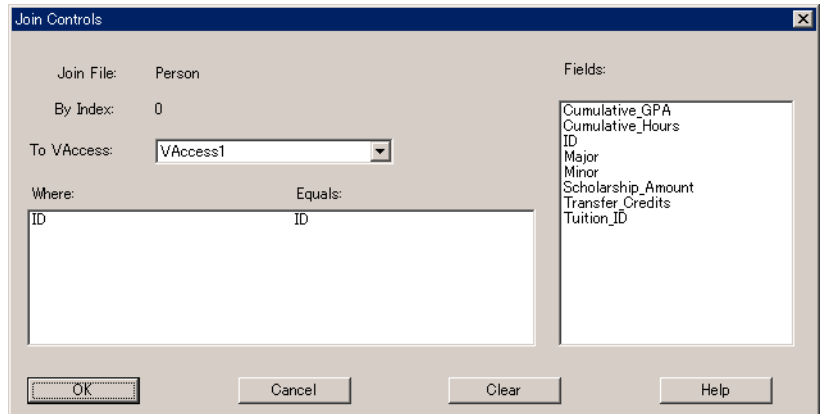 Join Controls
Join File: Person
By Index: 0
To VAccess: VAccess1
Where: Equals:
ID ID
Fields:
Cumulative_GPA
Cumulative_Hours
ID
Major
Minor
Scholarship_Amount
Transfer_Credits
Tuition_ID
OK Cancel Clear Help